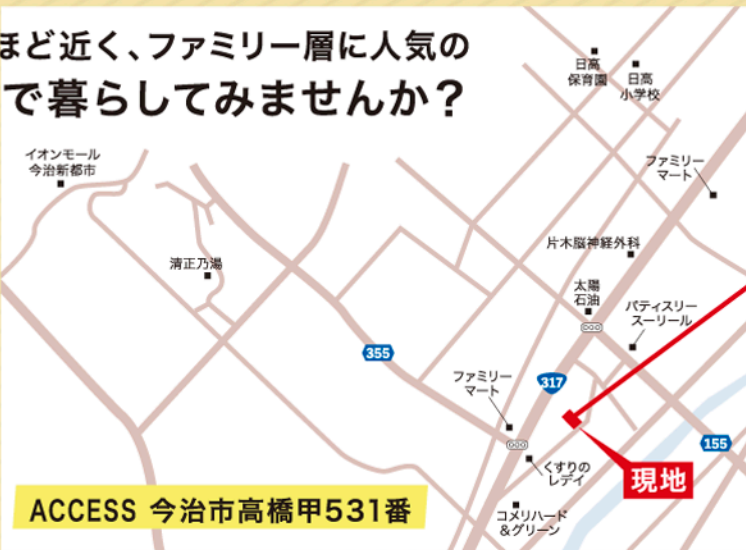 ほど近く、ファミリー層に人気の
で暮らしてみませんか？
日高
保育園
日高
小学校
イオンモール
今治新都市
ファミリー
マート
片木脳神経外科
清正乃湯
太陽
石油
パティスリー
スーリール
355
ファミリー
マート
317
155
くすりの
レデイ
現地
コメリハード
＆グリーン
ACCESS 今治市高橋甲531番